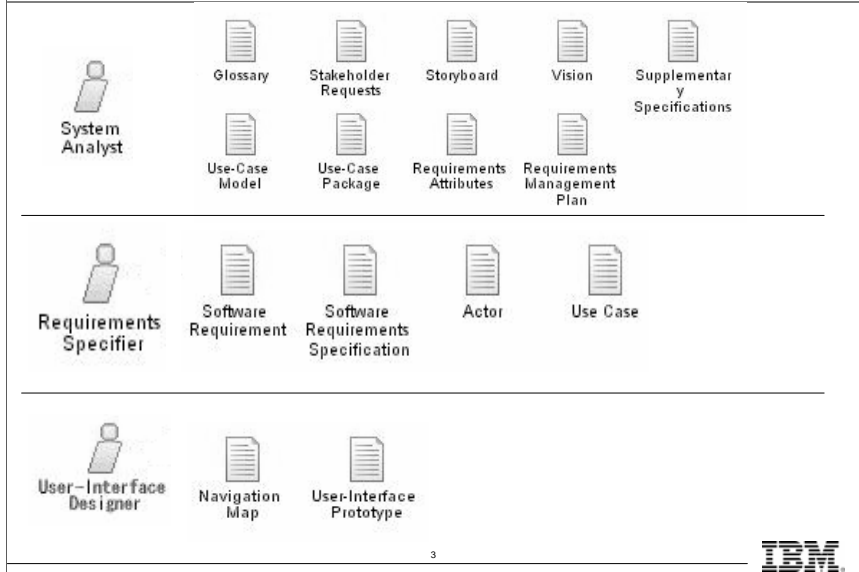 System
Analyst
Glossary
Stakeholder
Requests
Storyboard
Vision
Supplementar
y
Specifications
Use-Case
Model
Use-Case
Package
Requirements
Attributes
Requirements
Management
Plan
Requirements
Specifier
Software
Requirement
Software
Requirements
Specification
Actor
Use Case
User-Interface
Designer
Navigation
Map
User-Interface
Prototype
3
IBM.